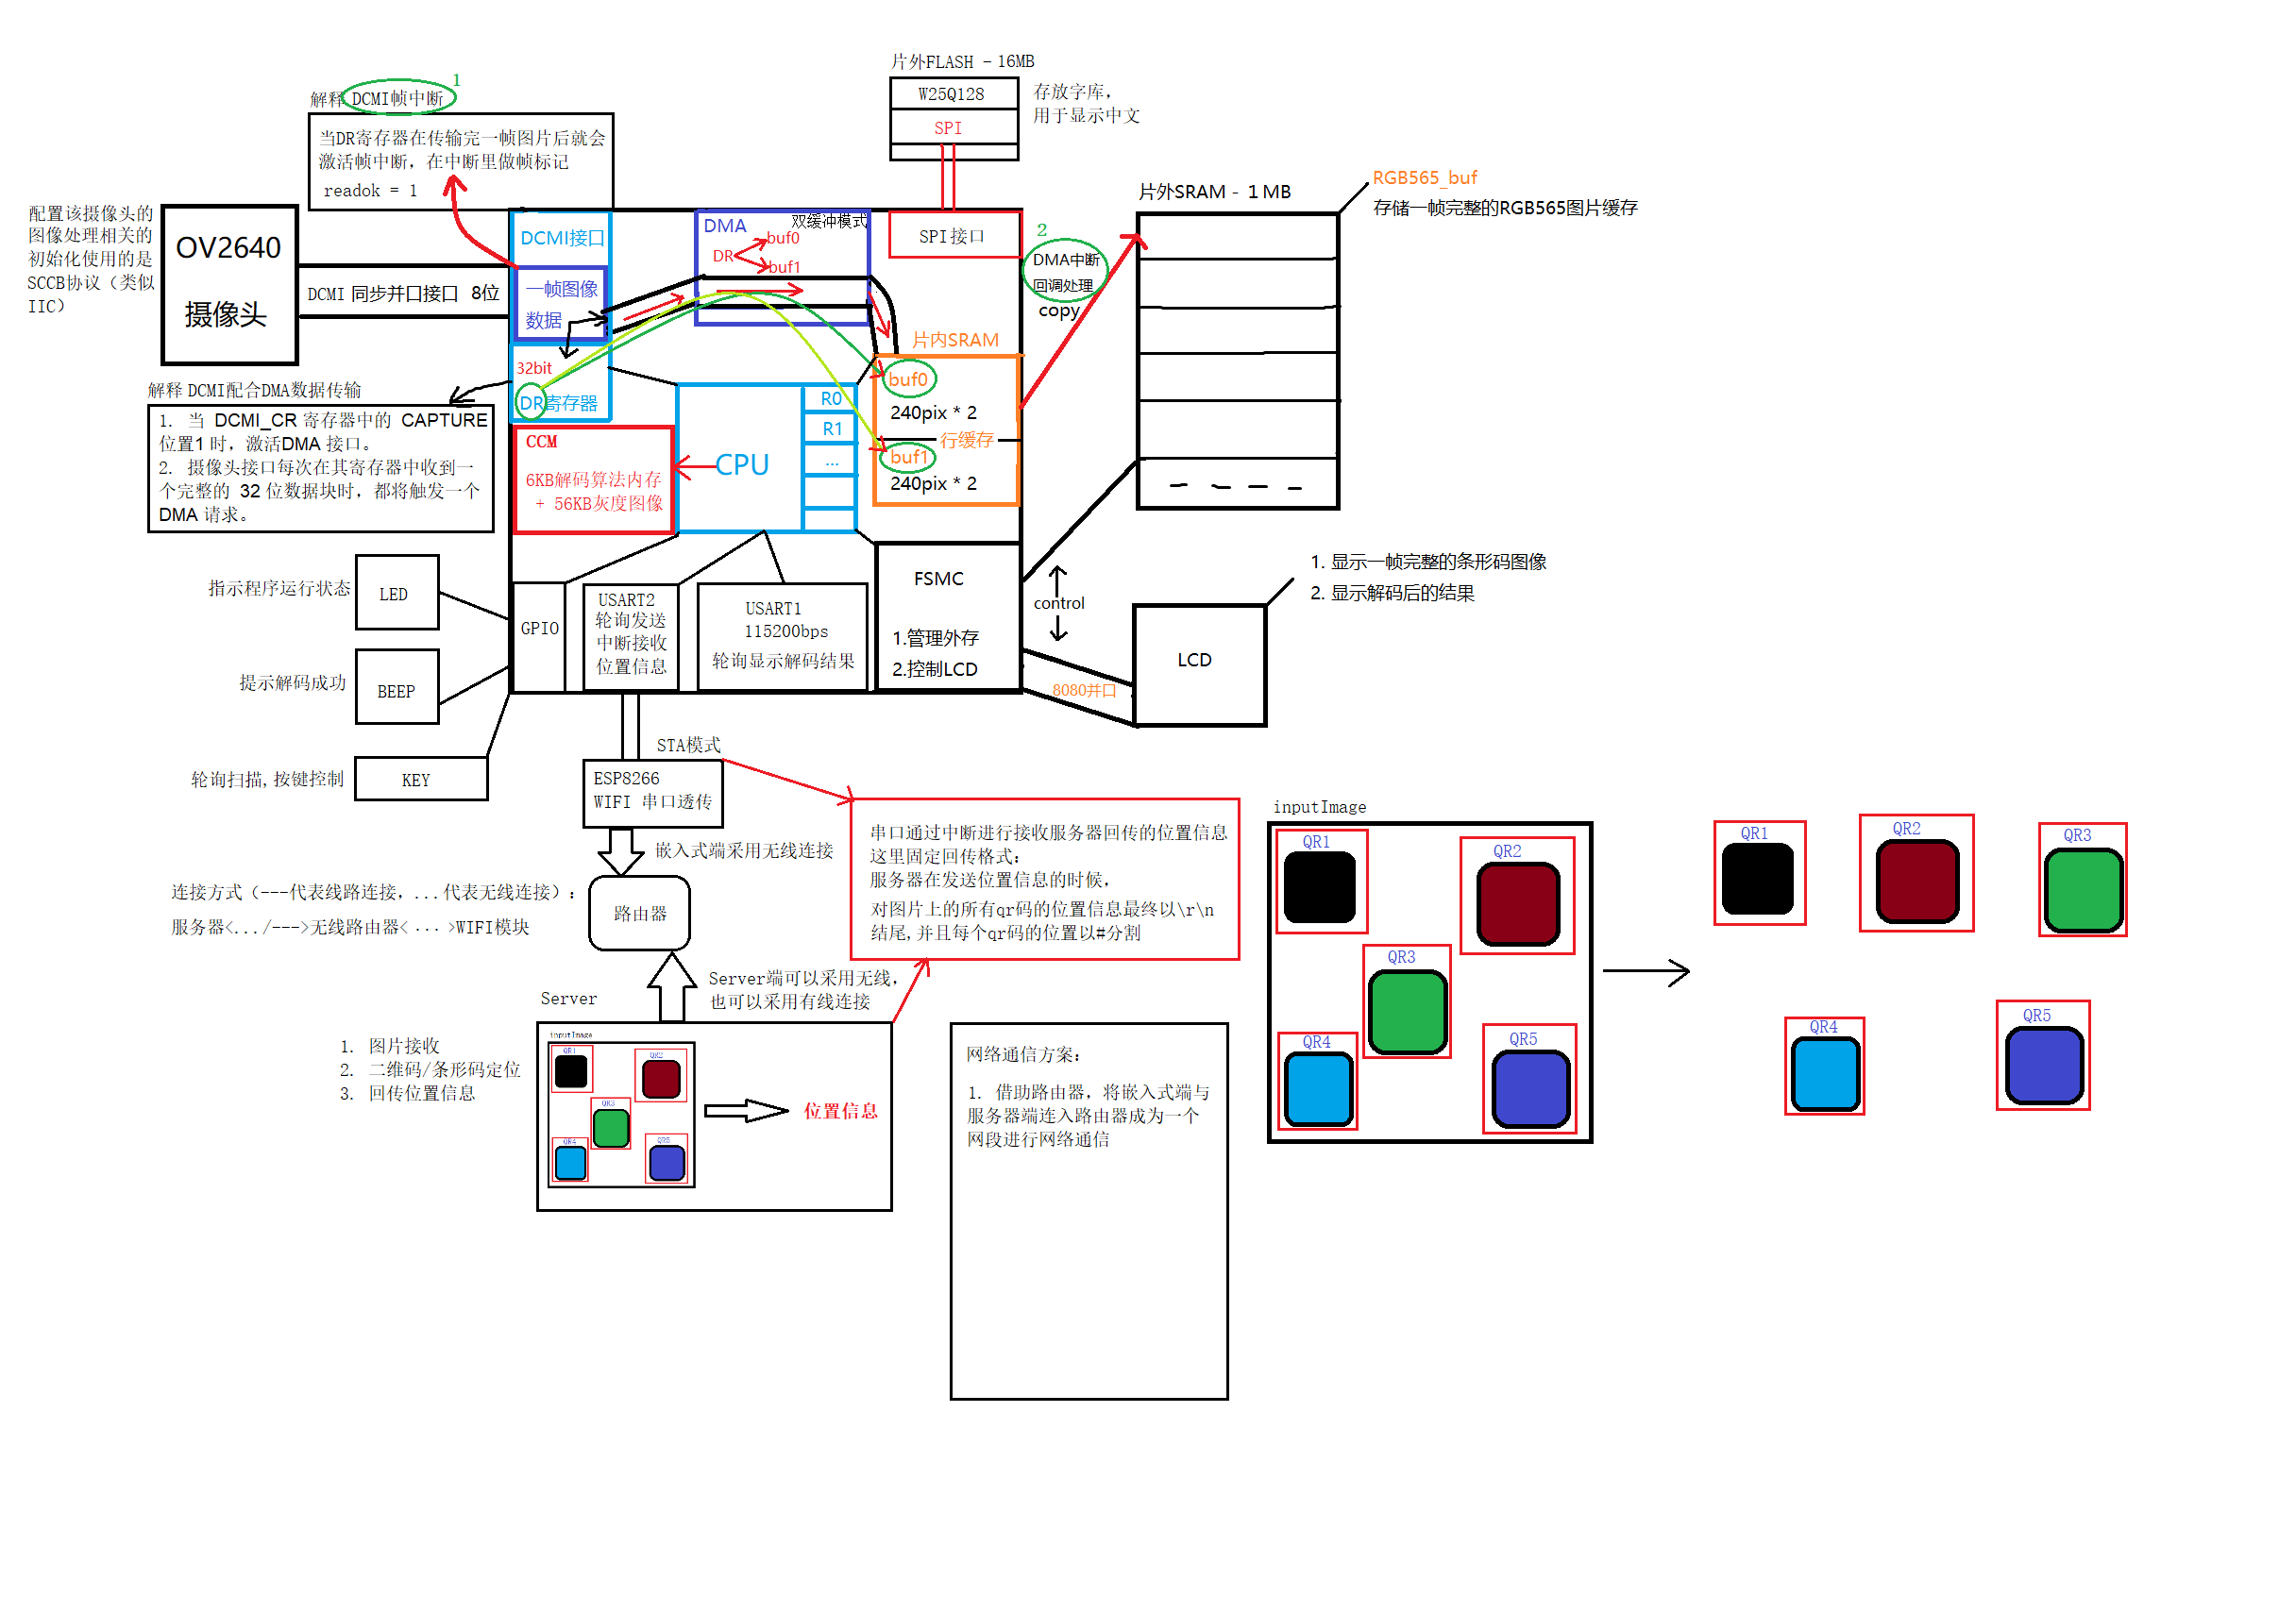 片外FLASH - 16MB
W25Q128
SPI
存放字库，
用于显示中文
1
解释 DCMI帧中断
当DR寄存器在传输完一帧图片后就会
激活帧中断，在中断里做帧标记
readok = 1
配置该摄像头的
图像处理相关的
初始化使用的是
SCCB协议（类似
IIC）
OV2640
摄像头
DCMI 同步并口接口 8位
DCMI接口
一帧图像
数据
32bit
DR寄存器
DMA
双缓冲模式
DR
buf0
buf1
SPI接口
2
DMA中断
回调处理
copy
片外SRAM - 1 MB
RGB565_buf
存储一帧完整的RGB565图片缓存
片内SRAM
buf0
240pix * 2
行缓存
buf1
240pix * 2
解释 DCMI配合DMA数据传输
1. 当 DCMI_CR 寄存器中的 CAPTURE
位置1 时，激活DMA 接口。
2. 摄像头接口每次在其寄存器中收到一
个完整的 32 位数据块时，都将触发一个
DMA 请求。
CCM
6KB解码算法内存
+ 56KB灰度图像
CPU
R0
R1
...
指示程序运行状态
LED
提示解码成功
BEEP
轮询扫描,按键控制
KEY
GPIO
USART2
轮询发送
中断接收
位置信息
USART1
115200bps
轮询显示解码结果
FSMC
1.管理外存
2.控制LCD
control
8080并口
LCD
1. 显示一帧完整的条形码图像
2. 显示解码后的结果
STA模式
ESP8266
WIFI 串口透传
嵌入式端采用无线连接
路由器
连接方式（---代表线路连接，...代表无线连接）：
服务器<.../--->无线路由器< ... >WIFI模块
串口通过中断进行接收服务器回传的位置信息
这里固定回传格式：
服务器在发送位置信息的时候，
对图片上的所有qr码的位置信息最终以\r\n
结尾,并且每个qr码的位置以#分割
Server端可以采用无线，
也可以采用有线连接
Server
1. 图片接收
2. 二维码/条形码定位
3. 回传位置信息
inputImage
QR1
QR2
QR3
QR4
QR5
位置信息
网络通信方案：
1. 借助路由器，将嵌入式端与
服务器端连入路由器成为一个
网段进行网络通信
inputImage
QR1
QR2
QR3
QR4
QR5
QR1
QR2
QR3
QR4
QR5